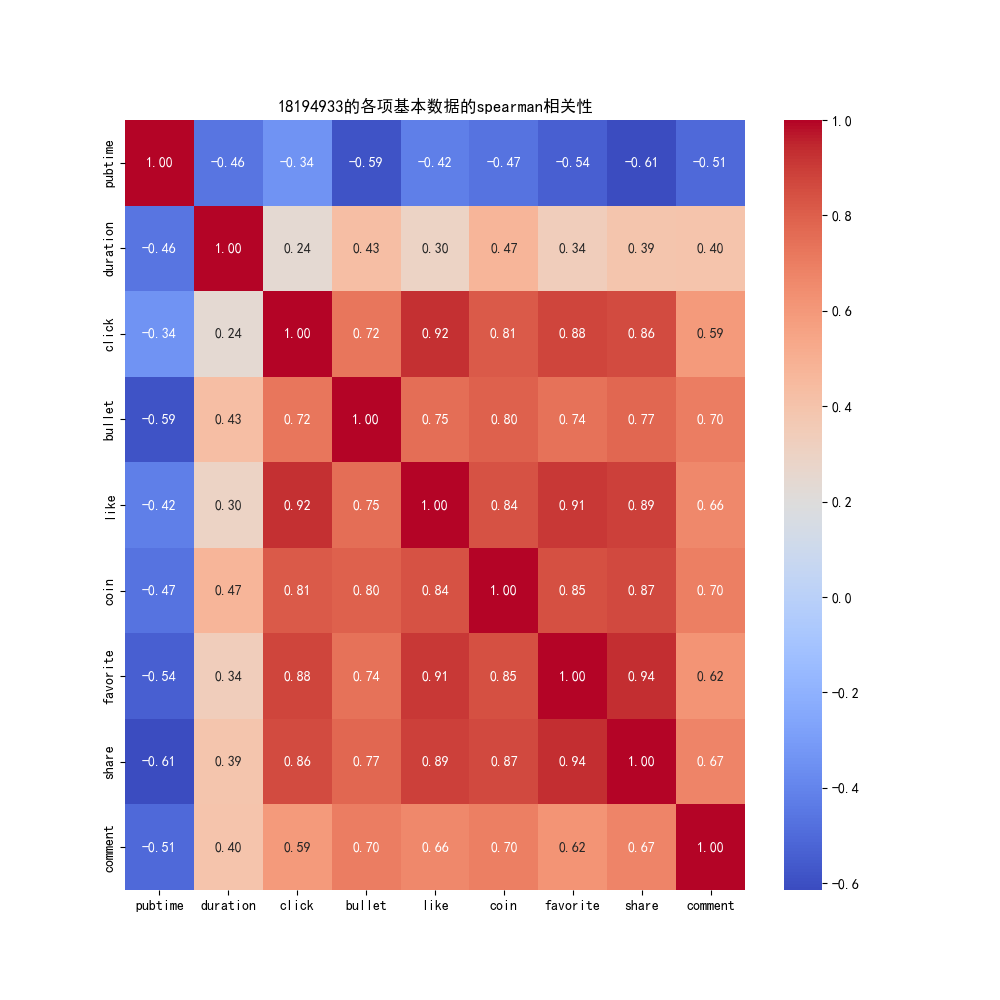 18194933的各项基本数据的spearman相关性
pubtime 1.00 -0.46 -0.34 -0.59 -0.42 -0.47 -0.54 -0.61 -0.51
duration -0.46 1.00 0.24 0.43 0.30 0.47 0.34 0.39 0.40
click -0.34 0.24 1.00 0.72 0.92 0.81 0.88 0.86 0.59
bullet -0.59 0.43 0.72 1.00 0.75 0.80 0.74 0.77 0.70
like -0.42 0.30 0.92 0.75 1.00 0.84 0.91 0.89 0.66
coin -0.47 0.47 0.81 0.80 0.84 1.00 0.85 0.87 0.70
favorite -0.54 0.34 0.88 0.74 0.91 0.85 1.00 0.94 0.62
share -0.61 0.39 0.86 0.77 0.89 0.87 0.94 1.00 0.67
comment -0.51 0.40 0.59 0.70 0.66 0.70 0.62 0.67 1.00
pubtime duration click bullet like coin favorite share comment
1.0
0.8
0.6
0.4
0.2
0.0
-0.2
-0.4
-0.6